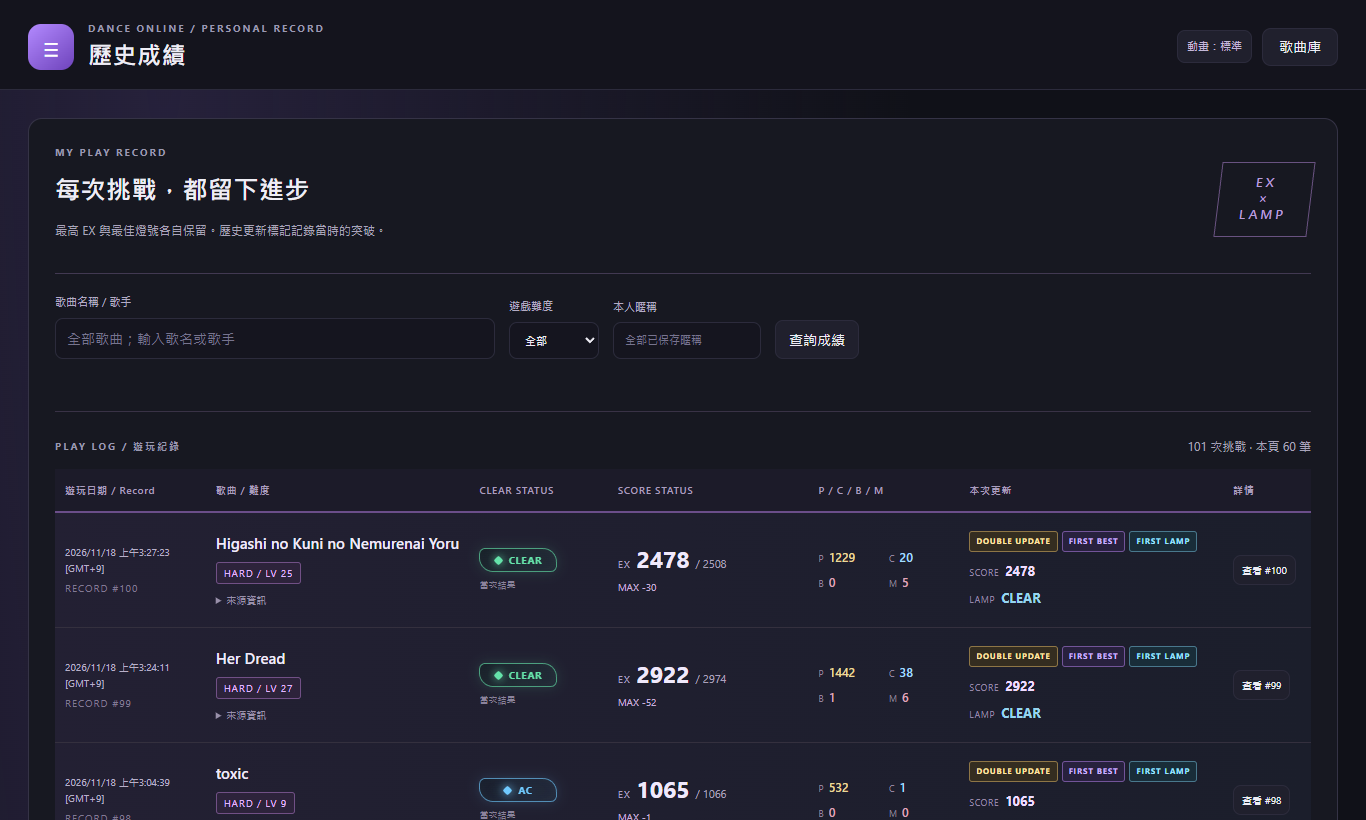 DANCE ONLINE / PERSONAL RECORD
歷史成績
動畫：標準
歌曲庫
MY PLAY RECORD
每次挑戰，都留下進步
最高 EX 與最佳燈號各自保留。歷史更新標記記錄當時的突破。
EX
×
LAMP
歌曲名稱 / 歌手
遊戲難度
本人暱稱
全部歌曲；輸入歌名或歌手
全部
全部已保存暱稱
查詢成績
PLAY LOG / 遊玩紀錄
101 次挑戰 · 本頁 60 筆
遊玩日期 / Record
歌曲 / 難度
CLEAR STATUS
SCORE STATUS
P / C / B / M
本次更新
詳情
2026/11/18 上午3:27:23
[GMT+9]
RECORD #100
Higashi no Kuni no Nemurenai Yoru
HARD / LV 25
▶ 來源資訊
◆ CLEAR
當次結果
EX 2478 / 2508
MAX -30
P 1229
C 20
B 0
M 5
DOUBLE UPDATE
FIRST BEST
FIRST LAMP
SCORE 2478
LAMP CLEAR
查看 #100
2026/11/18 上午3:24:11
[GMT+9]
RECORD #99
Her Dread
HARD / LV 27
▶ 來源資訊
◆ CLEAR
當次結果
EX 2922 / 2974
MAX -52
P 1442
C 38
B 1
M 6
DOUBLE UPDATE
FIRST BEST
FIRST LAMP
SCORE 2922
LAMP CLEAR
查看 #99
2026/11/18 上午3:04:39
[GMT+9]
RECORD #98
toxic
HARD / LV 9
◆ AC
當次結果
EX 1065 / 1066
MAX -1
P 532
C 1
B 0
M 0
DOUBLE UPDATE
FIRST BEST
FIRST LAMP
SCORE 1065
查看 #98